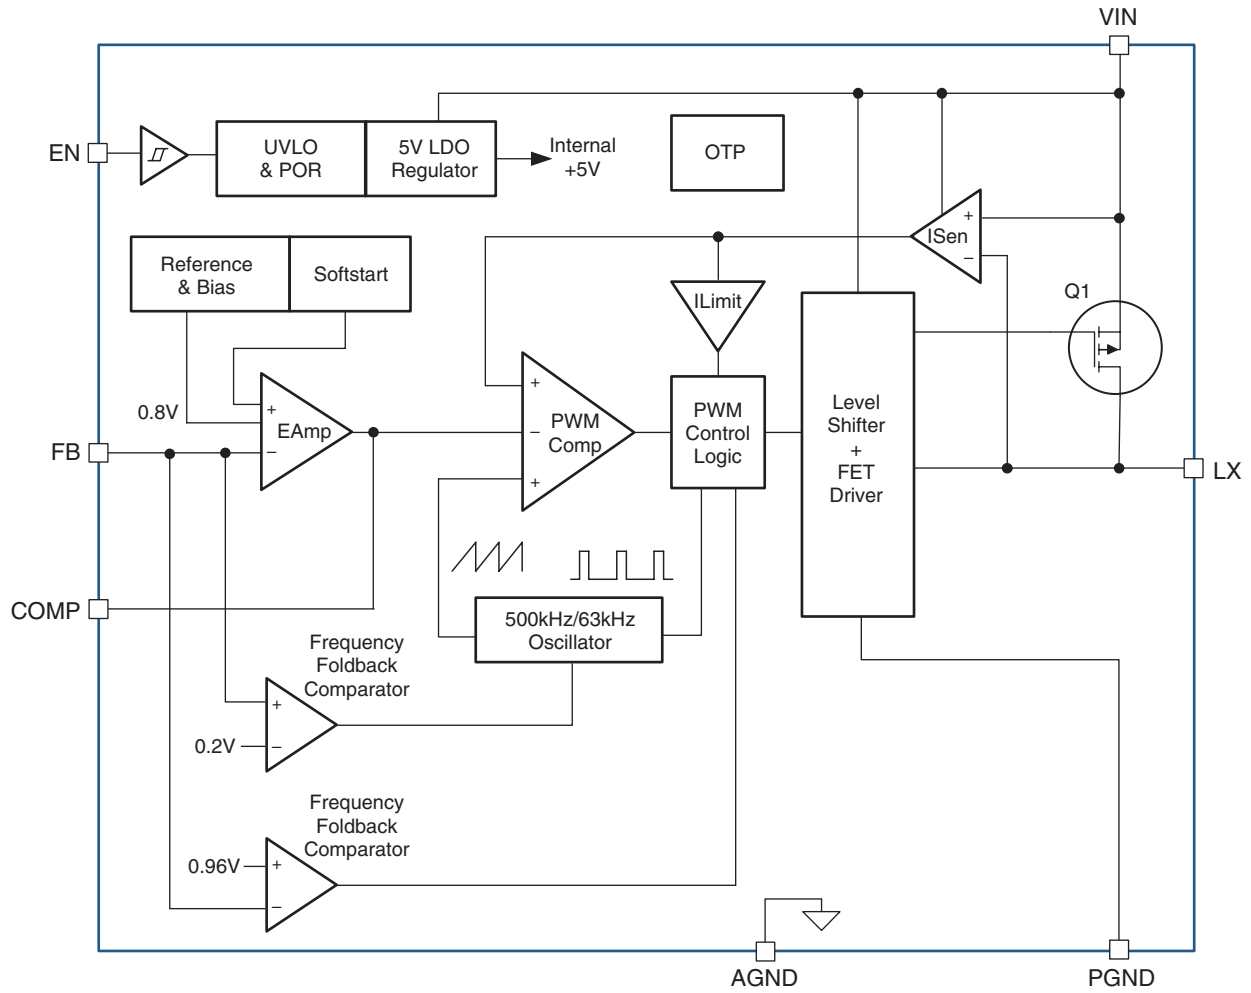 VIN
EN
UVLO
& POR
5V LDO
Regulator
Internal
+5V
OTP
Reference
& Bias
Softstart
+
ISen
−
ILimit
Q1
0.8V
+
EAmp
−
FB
+
−
PWM
Comp
+
PWM
Control
Logic
Level
Shifter
+
FET
Driver
LX
COMP
500kHz/63kHz
Oscillator
Frequency
Foldback
Comparator
+
0.2V
−
Frequency
Foldback
Comparator
0.96V
+
−
AGND
PGND